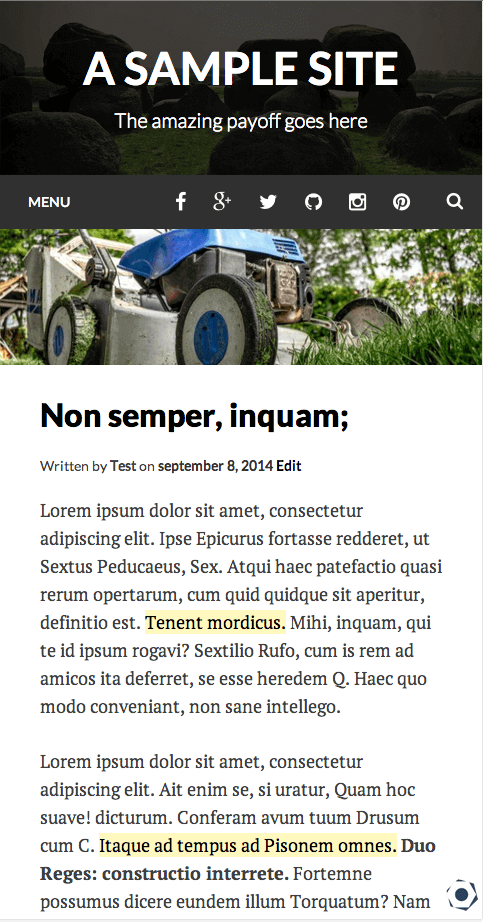 A SAMPLE SITE
The amazing payoff goes here
MENU
Non semper, inquam;
Written by Test on september 8, 2014 Edit
Lorem ipsum dolor sit amet, consectetur
adipiscing elit. Ipse Epicurus fortasse redderet, ut
Sextus Peducaeus, Sex. Atqui haec patefactio quasi
rerum opertarum, cum quid quidque sit aperitur,
definitio est. Tenent mordicus. Mihi, inquam, qui
te id ipsum rogavi? Sextilio Rufo, cum is rem ad
amicos ita deferret, se esse heredem Q. Haec quo
modo conveniant, non sane intellego.
Lorem ipsum dolor sit amet, consectetur
adipiscing elit. Ait enim se, si uratur, Quam hoc
suave! dicturum. Conferam avum tuum Drusum
cum C. Itaque ad tempus ad Pisonem omnes. Duo
Reges: constructio interrete. Fortemne
possumus dicere eundem illum Torquatum? Nam